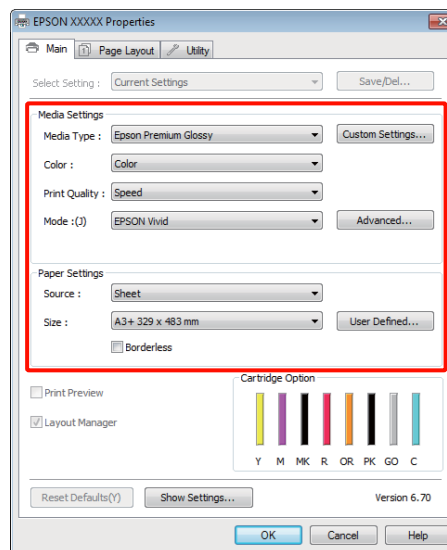 EPSON XXXXX Properties
Main Page Layout Utility
Select Setting : Current Settings Save/Del...
Media Settings
Media Type : Epson Premium Glossy Custom Settings...
Color : Color
Print Quality : Speed
Mode :(J) EPSON Vivid Advanced...
Paper Settings
Source : Sheet
Size : A3+ 329 x 483 mm User Defined...
Borderless
Print Preview
Layout Manager
Cartridge Option
Y M MK R OR PK GO C
Reset Defaults(Y) Show Settings... Version 6.70
OK Cancel Help